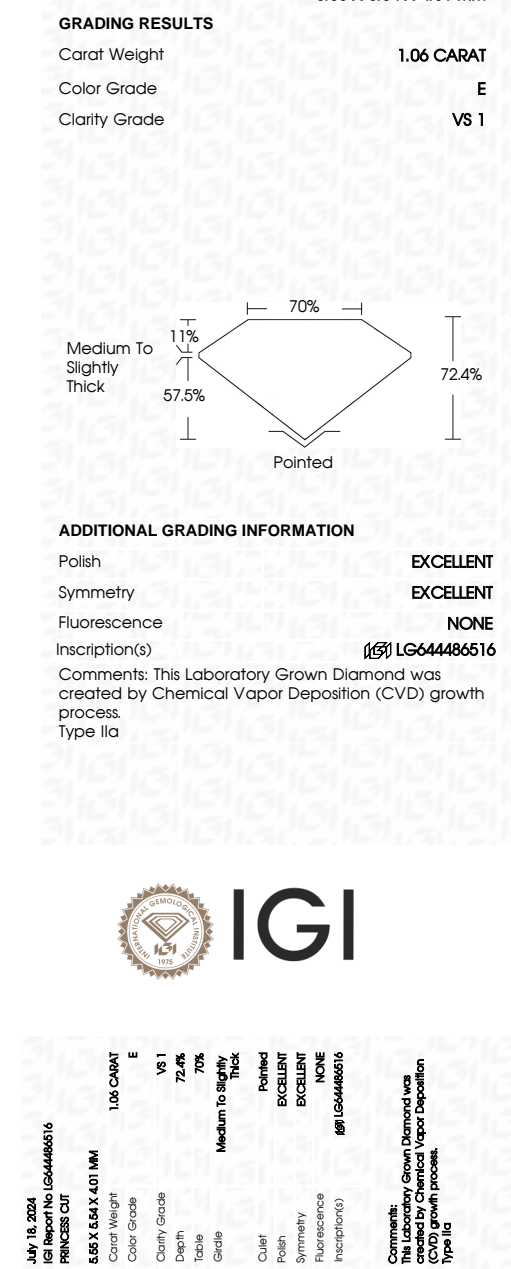 GRADING RESULTS
Carat Weight 1.06 CARAT
Color Grade E
Clarity Grade VS 1
70%
11%
Medium To
Slightly
Thick
57.5%
72.4%
Pointed
ADDITIONAL GRADING INFORMATION
Polish EXCELLENT
Symmetry EXCELLENT
Fluorescence NONE
Inscription(s) IGI LG644486516
Comments: This Laboratory Grown Diamond was
created by Chemical Vapor Deposition (CVD) growth
process.
Type IIa
INTERNATIONAL GEMOLOGICAL INSTITUTE
IGI
1975
IGI
July 18, 2024
IGI Report No LG644486516
PRINCESS CUT
5.55 X 5.54 X 4.01 MM
Carat Weight 1.06 CARAT
Color Grade E
Clarity Grade VS 1
Depth 72.4%
Table 70%
Girdle Medium To Slightly
Thick
Culet Pointed
Polish EXCELLENT
Symmetry EXCELLENT
Fluorescence NONE
Inscription(s) IGI LG644486516
Comments:
This Laboratory Grown Diamond was
created by Chemical Vapor Deposition
(CVD) growth process.
Type IIa